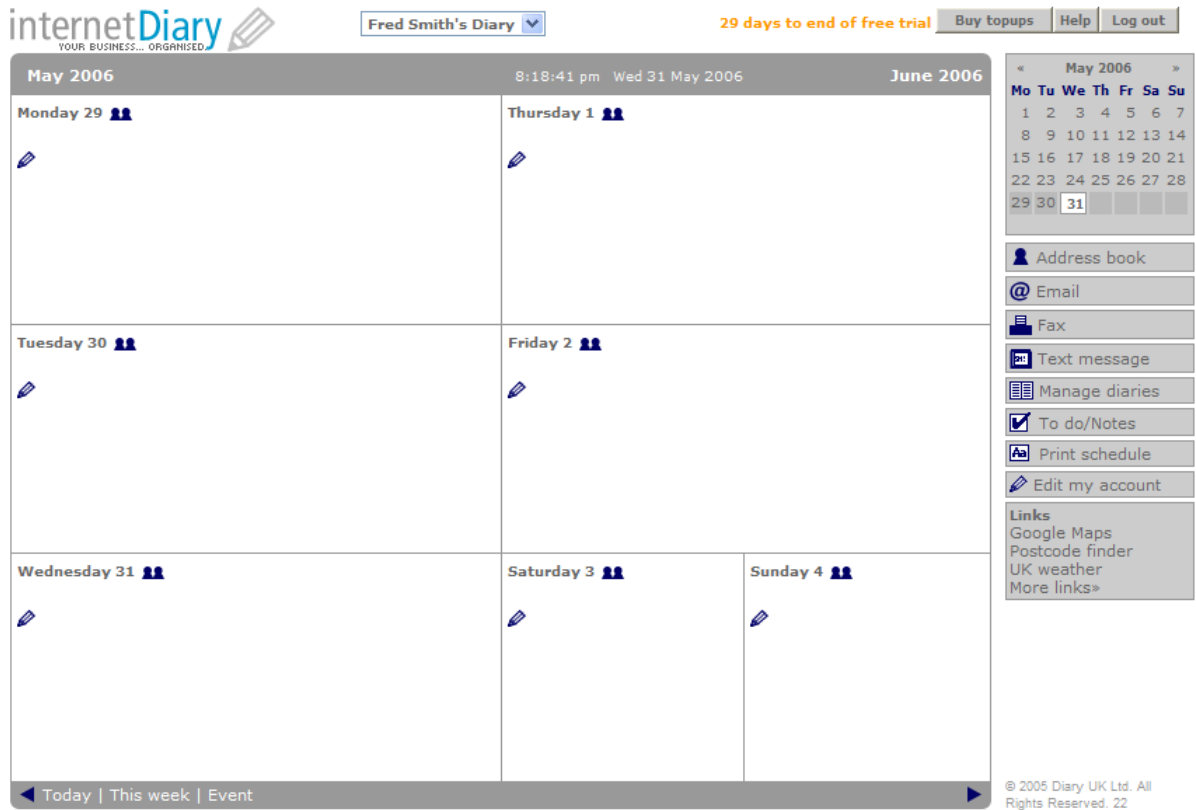 internetDiary
YOUR BUSINESS... ORGANISED.
Fred Smith's Diary
29 days to end of free trial
Buy topups
Help
Log out
May 2006
8:18:41 pm Wed 31 May 2006
June 2006
Monday 29
Thursday 1
Tuesday 30
Friday 2
Wednesday 31
Saturday 3
Sunday 4
Today | This week | Event
« May 2006 »
Mo Tu We Th Fr Sa Su
1 2 3 4 5 6 7
8 9 10 11 12 13 14
15 16 17 18 19 20 21
22 23 24 25 26 27 28
29 30 31
Address book
@ Email
Fax
Text message
Manage diaries
To do/Notes
Aa Print schedule
Edit my account
Links
Google Maps
Postcode finder
UK weather
More links»
© 2005 Diary UK Ltd. All
Rights Reserved. 22